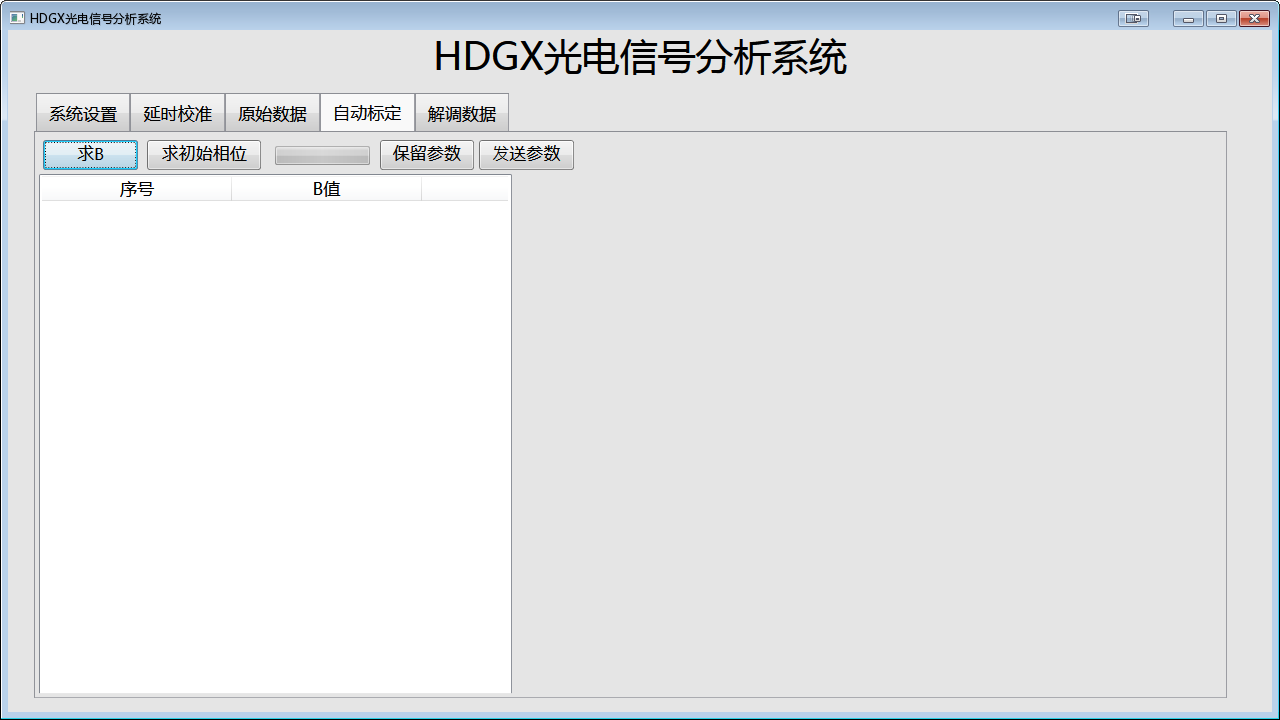 HDGX光电信号分析系统
HDGX光电信号分析系统
系统设置 延时校准 原始数据 自动标定 解调数据
求B 求初始相位 保留参数 发送参数
序号 B值